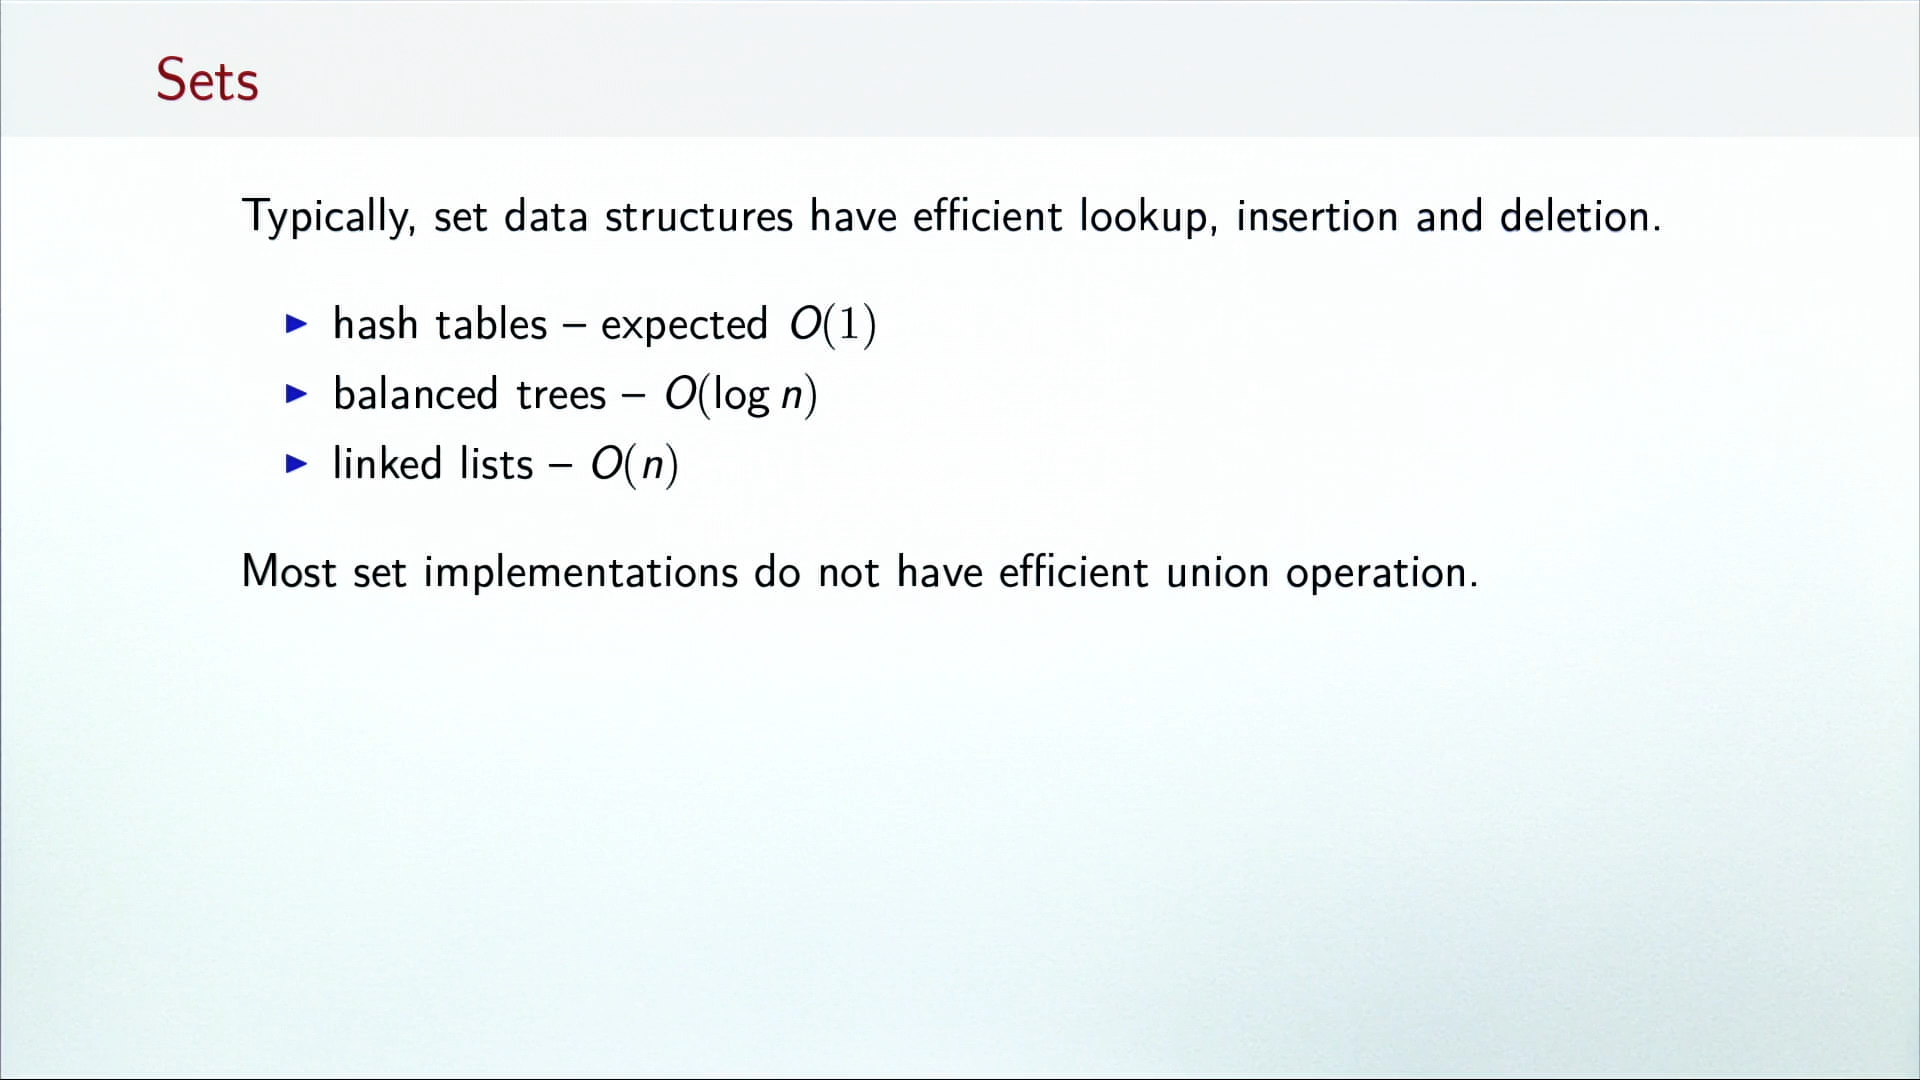 Sets
Typically, set data structures have efficient lookup, insertion and deletion.
▶ hash tables – expected O(1)
▶ balanced trees – O(log n)
▶ linked lists – O(n)
Most set implementations do not have efficient union operation.